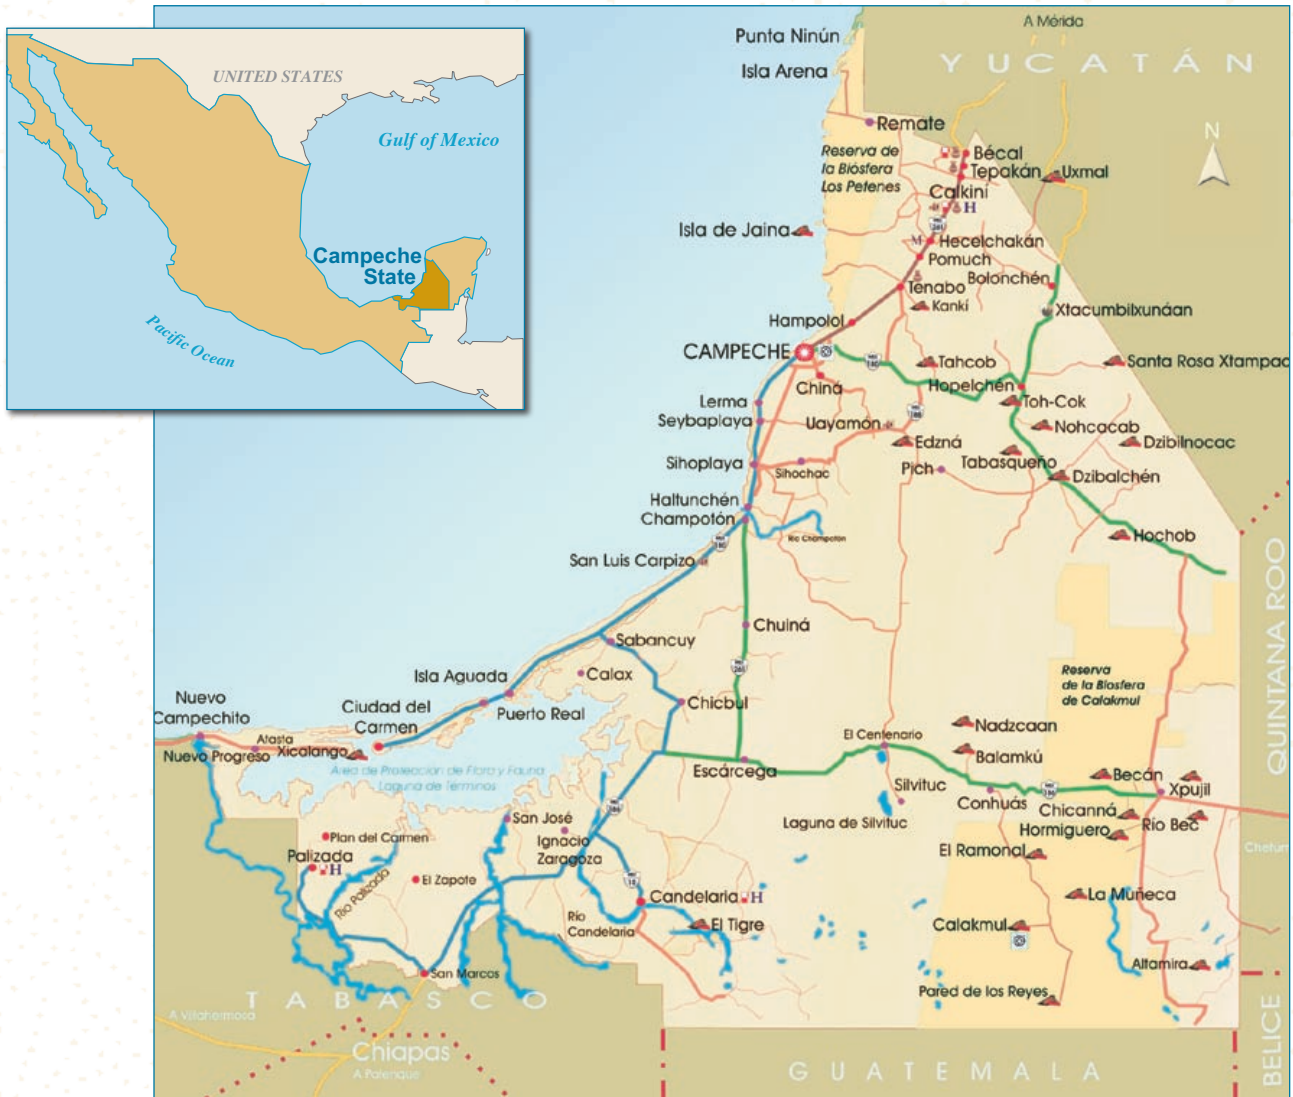 UNITED STATES
Gulf of Mexico
Campeche
State
Pacific Ocean
A Mérida
Punta Ninún
YUCATÁN
Isla Arena
Remate
N
Reserva de
la Biósfera
Los Petenes
Bécal
Tepakán
Uxmal
Calkiní
H
Isla de Jaina
M
Hecelchakán
Pomuch
Bolonchén
Tenabo
Kankí
Xtacumbilxunáan
Hampolol
CAMPECHE
Tahcob
Santa Rosa Xtampac
Chiná
Hopelchén
Lerma
Toh-Cok
Seybaplaya
Uayamón
Nohcacab
Edzná
Dzibilnocac
Sihoplaya
Sihochac
Pich
Tabasqueño
Dzibalchén
Haltunchén
Champotón
Río Champotón
Hochob
San Luis Carpizo
QUINTANA ROO
Chuiná
Sabancuy
Reserva
de la Biosfera
de Calakmul
Isla Aguada
Calax
Nuevo
Campechito
Ciudad del
Carmen
Puerto Real
Chicbul
Nadzcaan
Atasta
El Centenario
Nuevo Progreso
Xicalango
Balamkú
Area de Proteccion de Flora y Fauna
Laguna de Términos
Escárcega
Becán
Xpujil
Silvituc
Conhuás
Chicanná
Laguna de Silvituc
Hormiguero
Río Bec
San José
Plan del Carmen
Ignacio
Zaragoza
El Ramonal
Chetum
Palizada
H
Río Palizada
El Zapote
Candelaria
H
La Muñeca
Río
Candelaria
El Tigre
Calakmul
Altamira
San Marcos
Pared de los Reyes
TABASCO
A Villahermosa
Chiapas
A Palenque
GUATEMALA
BELICE